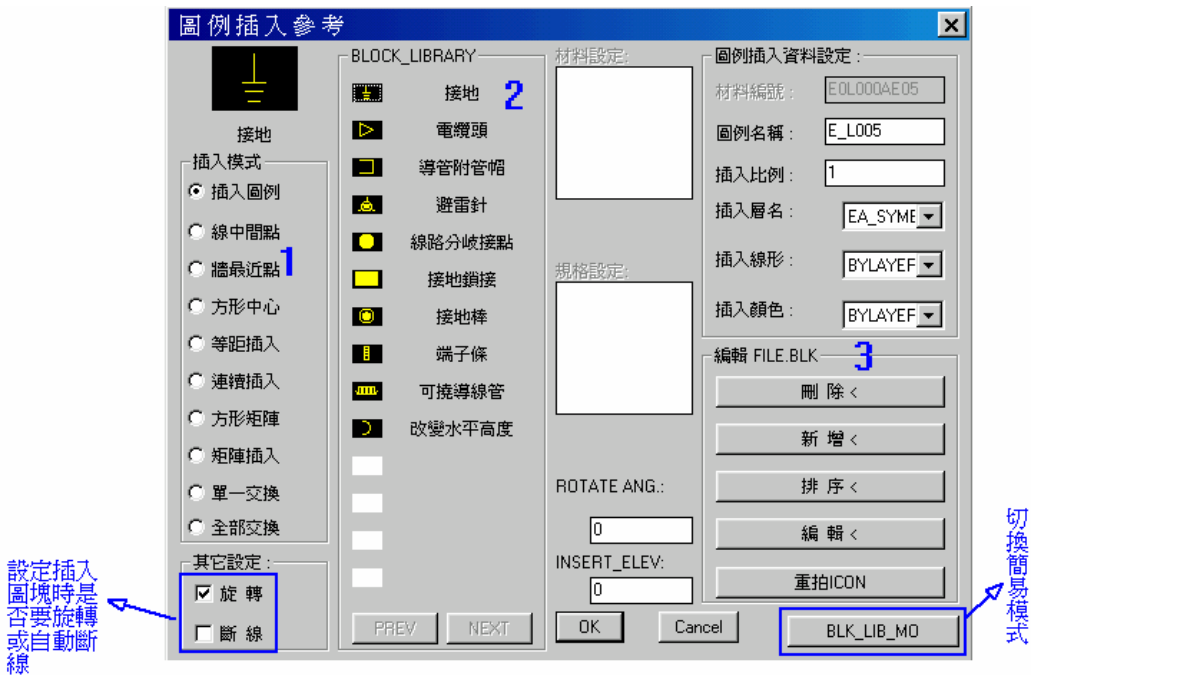 圖例插入參考
接地
插入模式
插入圖例
線中間點
牆最近點
方形中心
等距插入
連續插入
方形矩陣
矩陣插入
單一交換
全部交換
1
其它設定 :
旋 轉
斷 線
設定插入
圖塊時是
否要旋轉
或自動斷
線
BLOCK_LIBRARY
接地
2
電纜頭
導管附管帽
避雷針
線路分岐接點
接地鎖接
接地棒
端子條
可撓導線管
改變水平高度
PREV
NEXT
材料設定:
規格設定:
ROTATE ANG.:
0
INSERT_ELEV:
0
OK
Cancel
圖例插入資料設定 :
材料編號 :
E0L000AE05
圖例名稱 :
E_L005
插入比例 :
1
插入層名 :
EA_SYME
插入線形 :
BYLAYEF
插入顏色 :
BYLAYEF
編輯 FILE.BLK
3
刪 除 <
新 增 <
排 序 <
編 輯 <
重拍ICON
BLK_LIB_MO
切換簡易模式